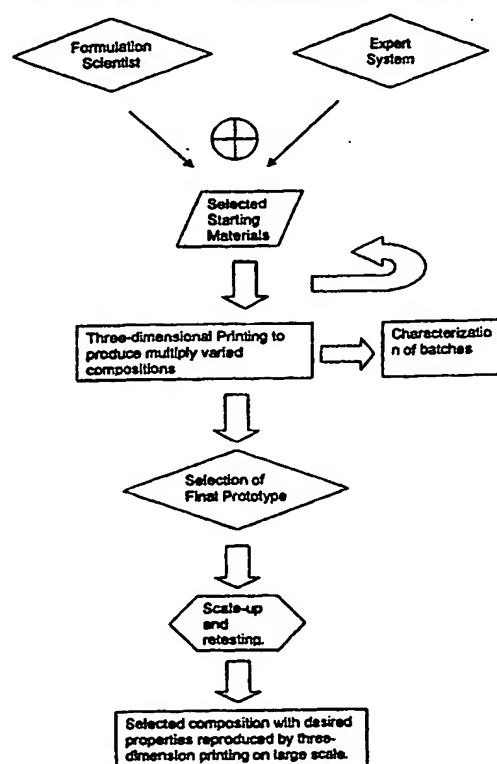 Formulation
Scientist
Expert
System
Selected
Starting
Materials
Three-dimensional Printing to
produce multiply varied
compositions
Characterizatio
n of batches
Selection of
Final Prototype
Scale-up
and
retesting.
Selected composition with desired
properties reproduced by three-
dimension printing on large scale.